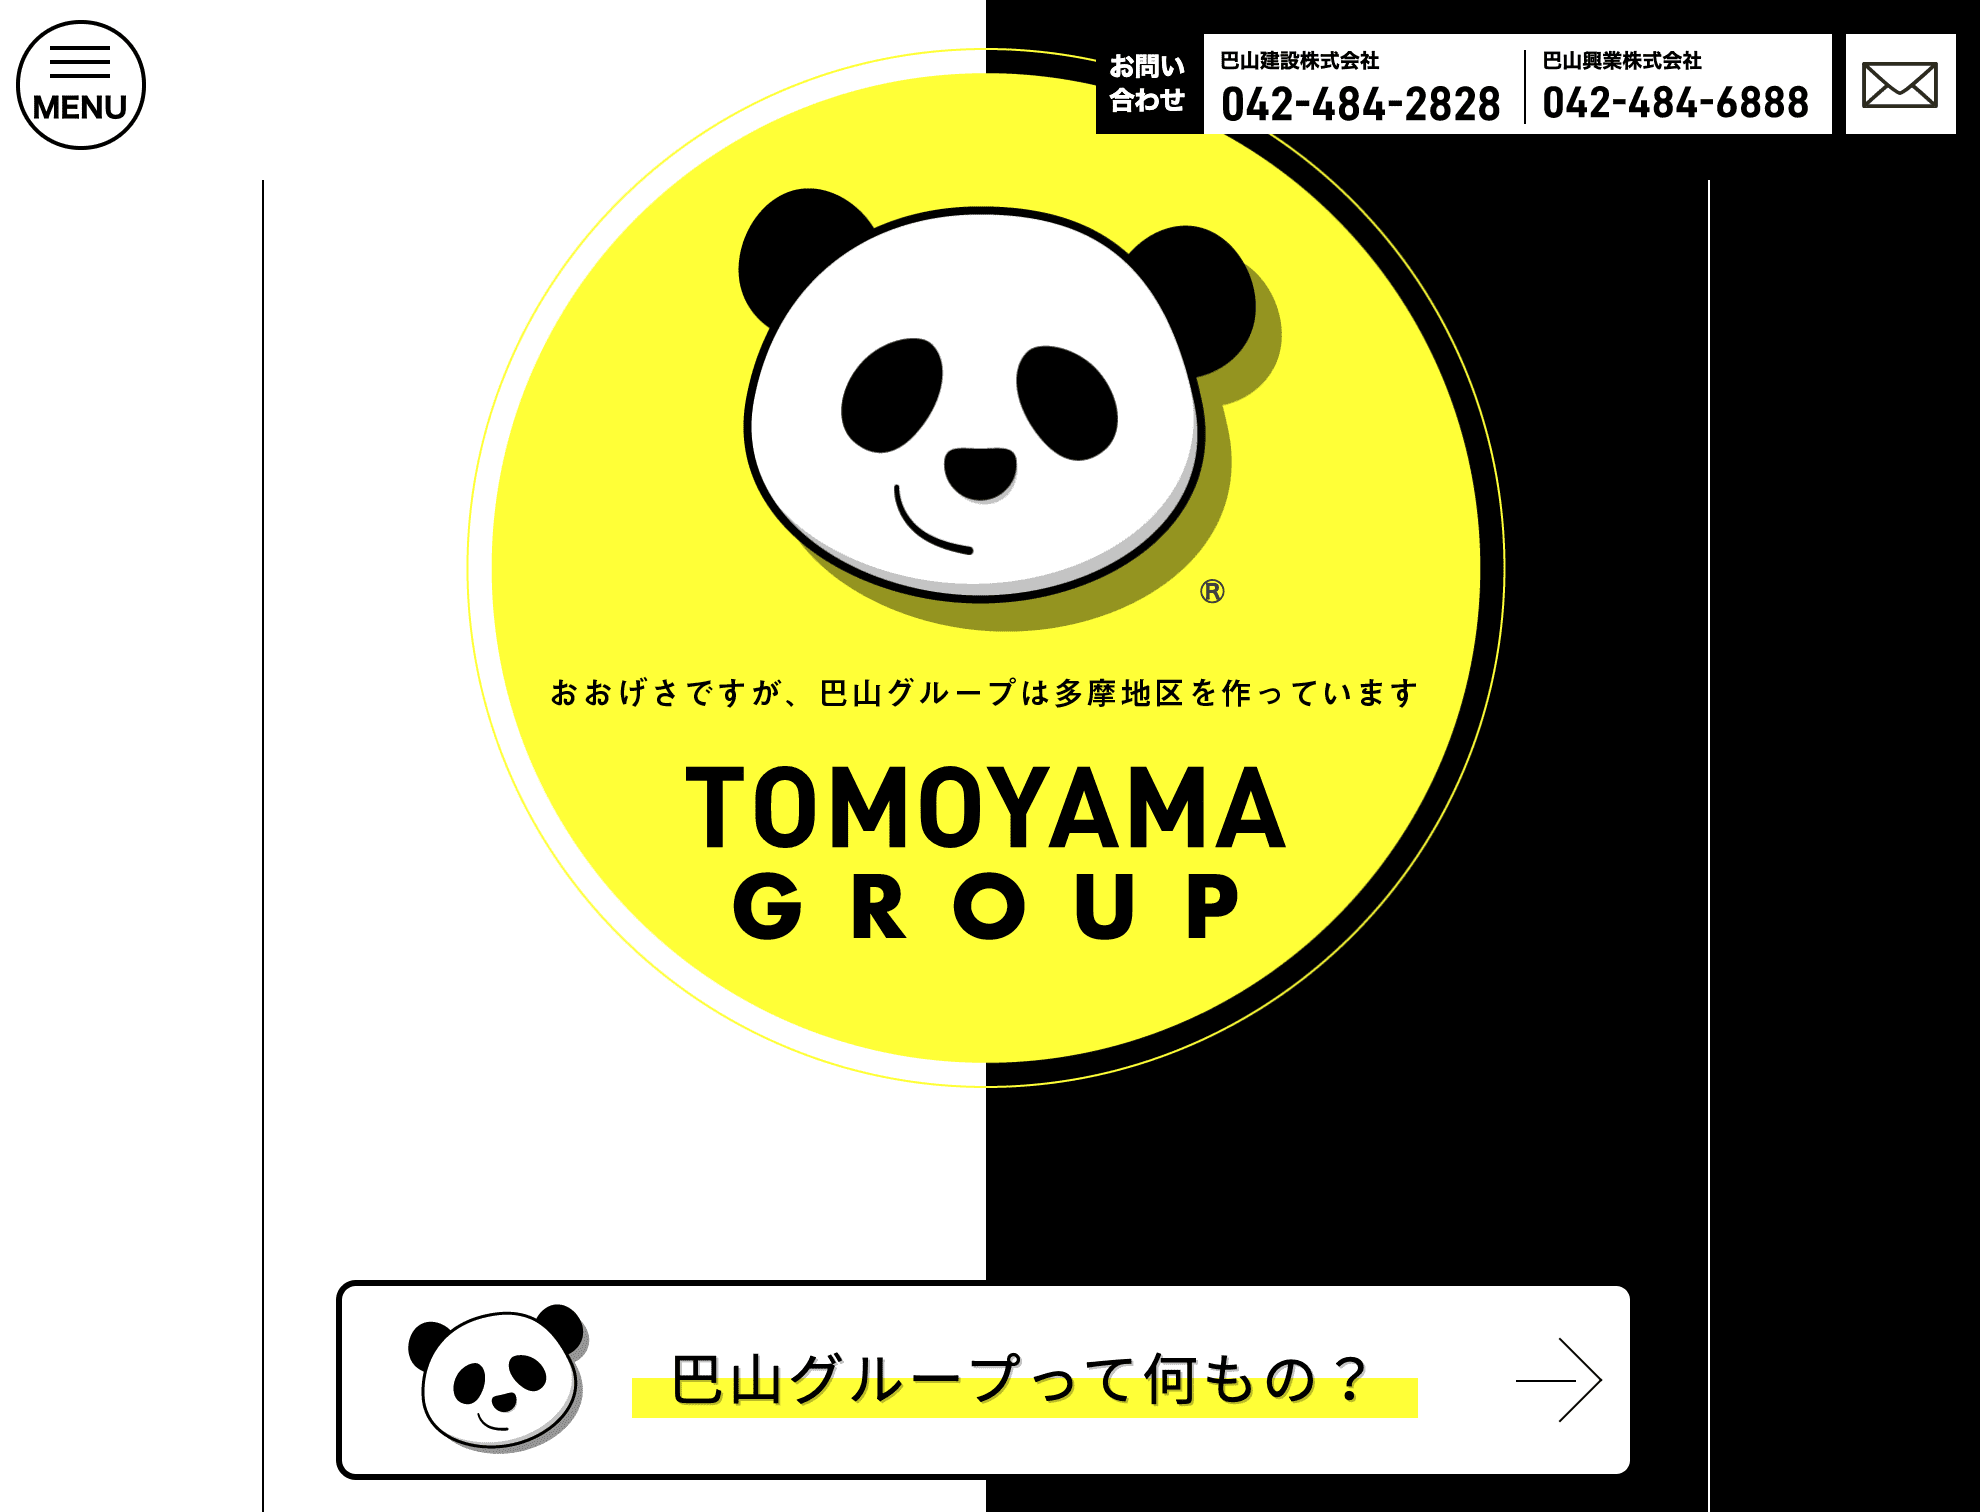 MENU
お問い
合わせ
巴山建設株式会社
042-484-2828
巴山興業株式会社
042-484-6888
®
おおげさですが、巴山グループは多摩地区を作っています
TOMOYAMA
GROUP
巴山グループって何もの？